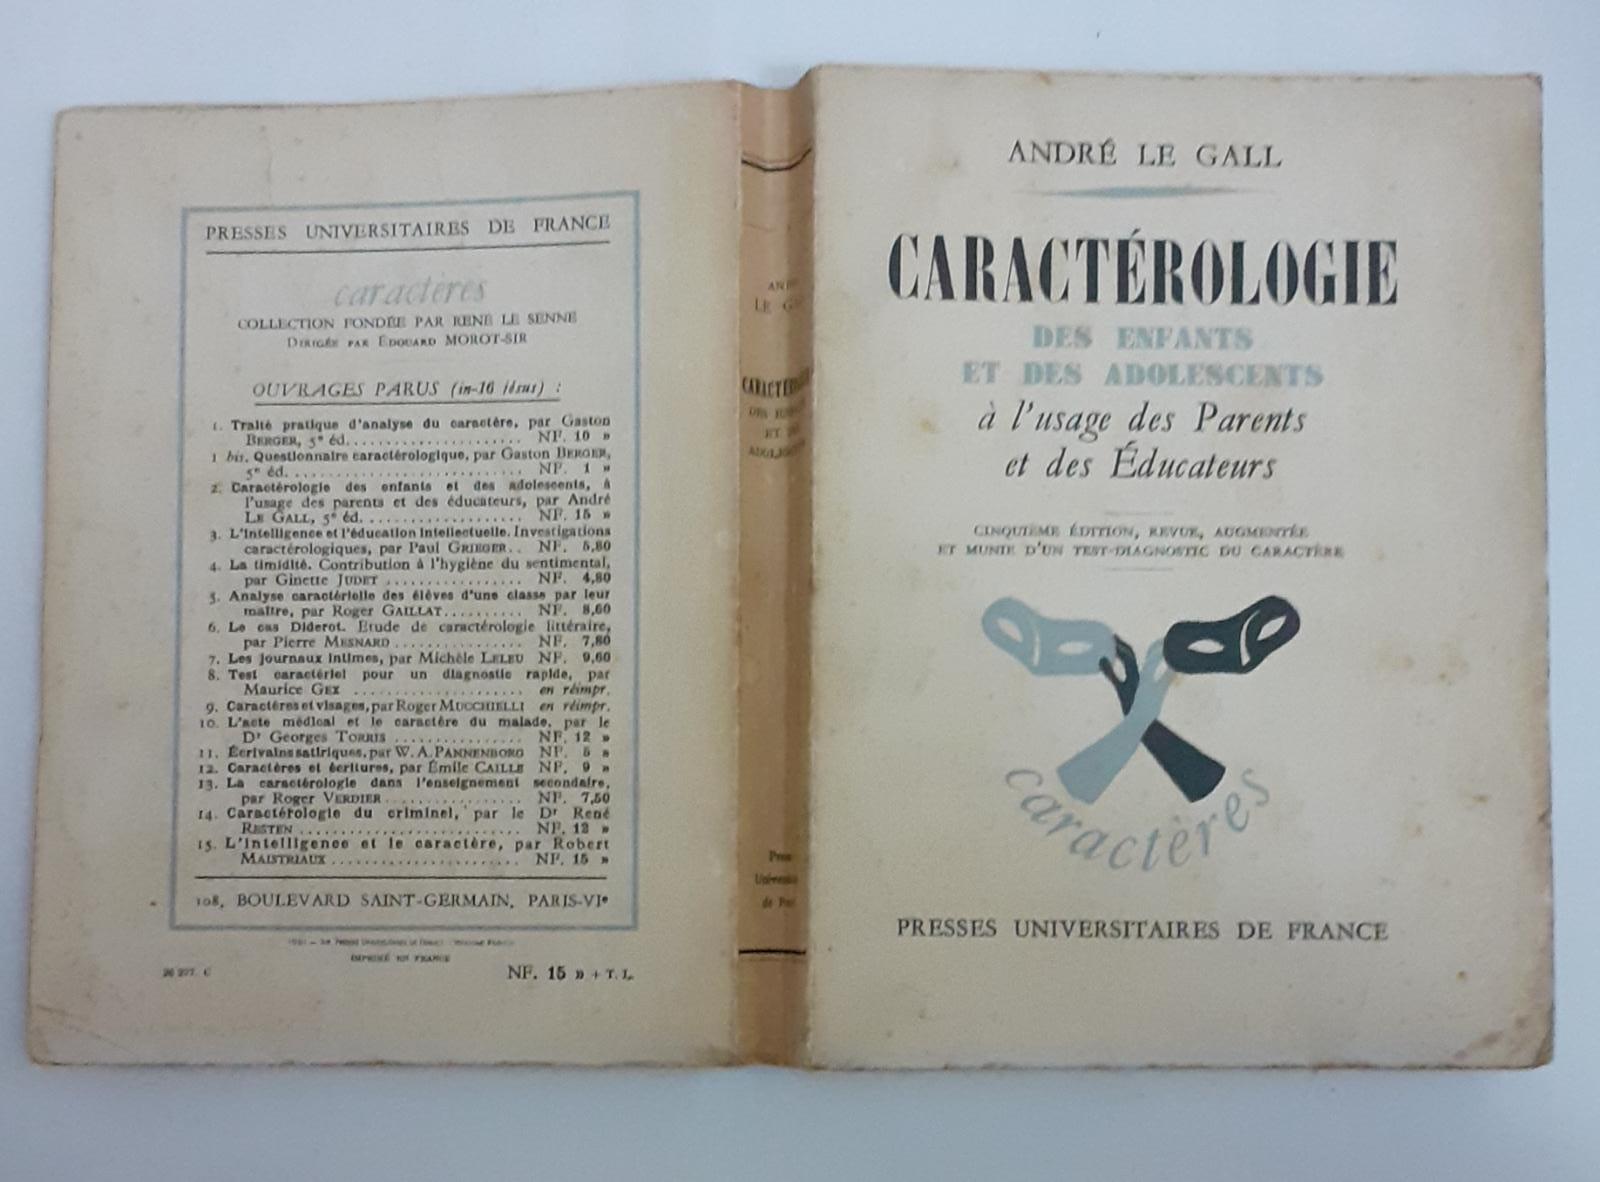 PRESSES UNIVERSITAIRES DE FRANCE
caractères
COLLECTION FONDÉE PAR RENÉ LE SENNE
DIRIGÉE PAR EDOUARD MOROT-SIR
OUVRAGES PARUS (in-16 jésus) :
1. Traité pratique d'analyse du caractère, par Gaston
BERGER, 5e éd. . . . . . . . . . . . . . . . . . . . . . NF. 10 »
1 bis. Questionnaire caractérologique, par Gaston BERGER,
5e éd. . . . . . . . . . . . . . . . . . . . . . . . . . . . NF. 1 »
2. Caractérologie des enfants et des adolescents, à
l'usage des parents et des éducateurs, par André
LE GALL, 5e éd. . . . . . . . . . . . . . . . . . . . NF. 15 »
3. L'intelligence et l'éducation intellectuelle. Investigations
caractérologiques, par Paul GRIEGER. . NF. 5,80
4. La timidité. Contribution à l'hygiène du sentimental,
par Ginette JUDET . . . . . . . . . . . . . . . . . NF. 4,80
5. Analyse caractérielle des élèves d'une classe par leur
maître, par Roger GAILLAT. . . . . . . . . . NF. 8,60
6. Le cas Diderot. Etude de caractérologie littéraire,
par Pierre MESNARD . . . . . . . . . . . . . . . . NF. 7,80
7. Les journaux intimes, par Michèle LELEU NF. 9,60
8. Test caractériel pour un diagnostic rapide, par
Maurice GEX . . . . . . . . . . . . . . . . . . . . . en réimpr.
9. Caractères et visages, par Roger MUCCHIELLI en réimpr.
10. L'acte médical et le caractère du malade, par le
Dr Georges TORRIS . . . . . . . . . . . . . . . . NF. 12 »
11. Écrivains satiriques, par W. A. PANNENBORG NF. 5 »
12. Caractères et écritures, par Émile CAILLE NF. 9 »
13. La caractérologie dans l'enseignement secondaire,
par Roger VERDIER . . . . . . . . . . . . . . . . . NF. 7,50
14. Caractérologie du criminel, par le Dr René
RESTEN . . . . . . . . . . . . . . . . . . . . . . . . . . . NF. 12 »
15. L'intelligence et le caractère, par Robert
MAISTRIAUX . . . . . . . . . . . . . . . . . . . . . . . NF. 15 »
108, BOULEVARD SAINT-GERMAIN, PARIS-VIe
IMPRIMÉ EN FRANCE
NF. 15 » + T. L.
LE
ET
ANDRÉ LE GALL
CARACTÉROLOGIE
DES ENFANTS
ET DES ADOLESCENTS
à l'usage des Parents
et des Éducateurs
CINQUIÈME ÉDITION, REVUE, AUGMENTÉE
ET MUNIE D'UN TEST-DIAGNOSTIC DU CARACTÈRE
caractères
PRESSES UNIVERSITAIRES DE FRANCE